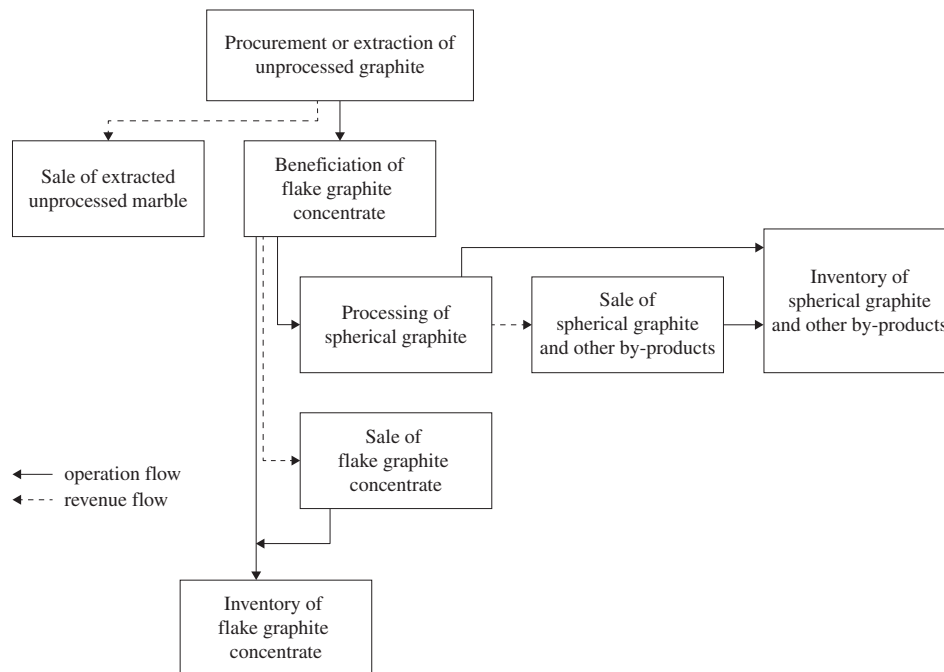 Procurement or extraction of
unprocessed graphite
Sale of extracted
unprocessed marble
Beneficiation of
flake graphite
concentrate
Processing of
spherical graphite
Sale of
spherical graphite
and other by-products
Inventory of
spherical graphite
and other by-products
Sale of
flake graphite
concentrate
operation flow
revenue flow
Inventory of
flake graphite
concentrate